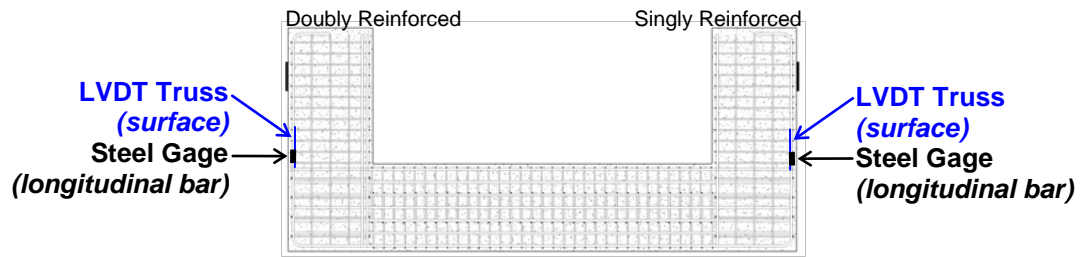 Doubly Reinforced
Singly Reinforced
LVDT Truss
(surface)
Steel Gage
(longitudinal bar)
LVDT Truss
(surface)
Steel Gage
(longitudinal bar)